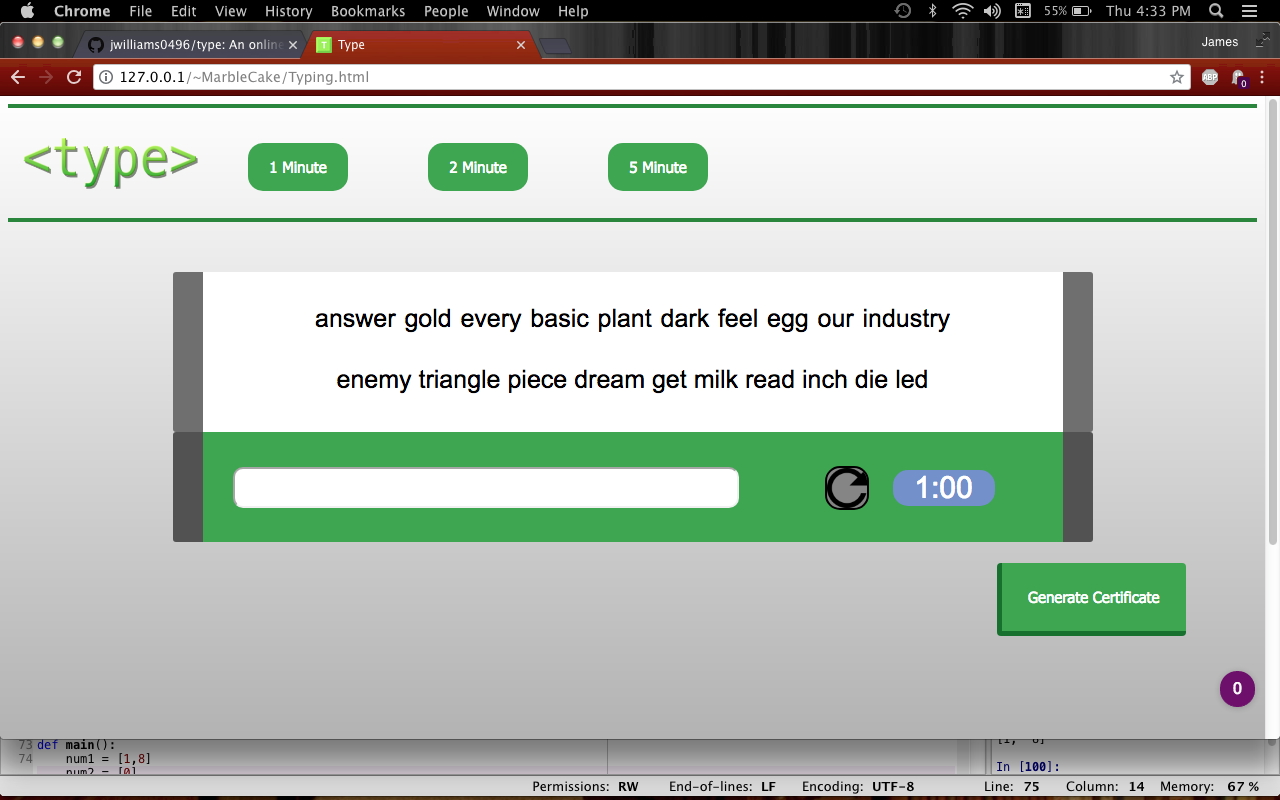 Chrome File Edit View History Bookmarks People Window Help 55% Thu 4:33 PM
jwilliams0496/type: An online Type James
127.0.0.1/~MarbleCake/Typing.html ABP 0
<type> 1 Minute 2 Minute 5 Minute
answer gold every basic plant dark feel egg our industry
enemy triangle piece dream get milk read inch die led
1:00
Generate Certificate
0
73 def main():
74 num1 = [1,8]
num2 = [0]
In [100]:
Permissions: RW End-of-lines: LF Encoding: UTF-8 Line: 75 Column: 14 Memory: 67 %